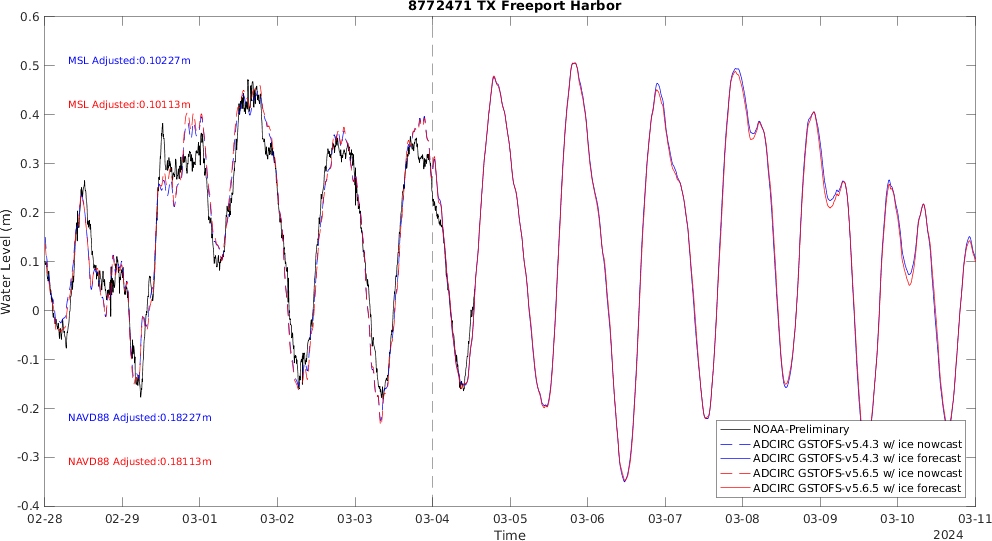 8772471 TX Freeport Harbor
0.6
0.5
0.4
0.3
0.2
0.1
0
-0.1
-0.2
-0.3
-0.4
Water Level (m)
MSL Adjusted:0.10227m
MSL Adjusted:0.10113m
NAVD88 Adjusted:0.18227m
NAVD88 Adjusted:0.18113m
NOAA-Preliminary
ADCIRC GSTOFS-v5.4.3 w/ ice nowcast
ADCIRC GSTOFS-v5.4.3 w/ ice forecast
ADCIRC GSTOFS-v5.6.5 w/ ice nowcast
ADCIRC GSTOFS-v5.6.5 w/ ice forecast
02-28 02-29 03-01 03-02 03-03 03-04 03-05 03-06 03-07 03-08 03-09 03-10 03-11
Time
2024